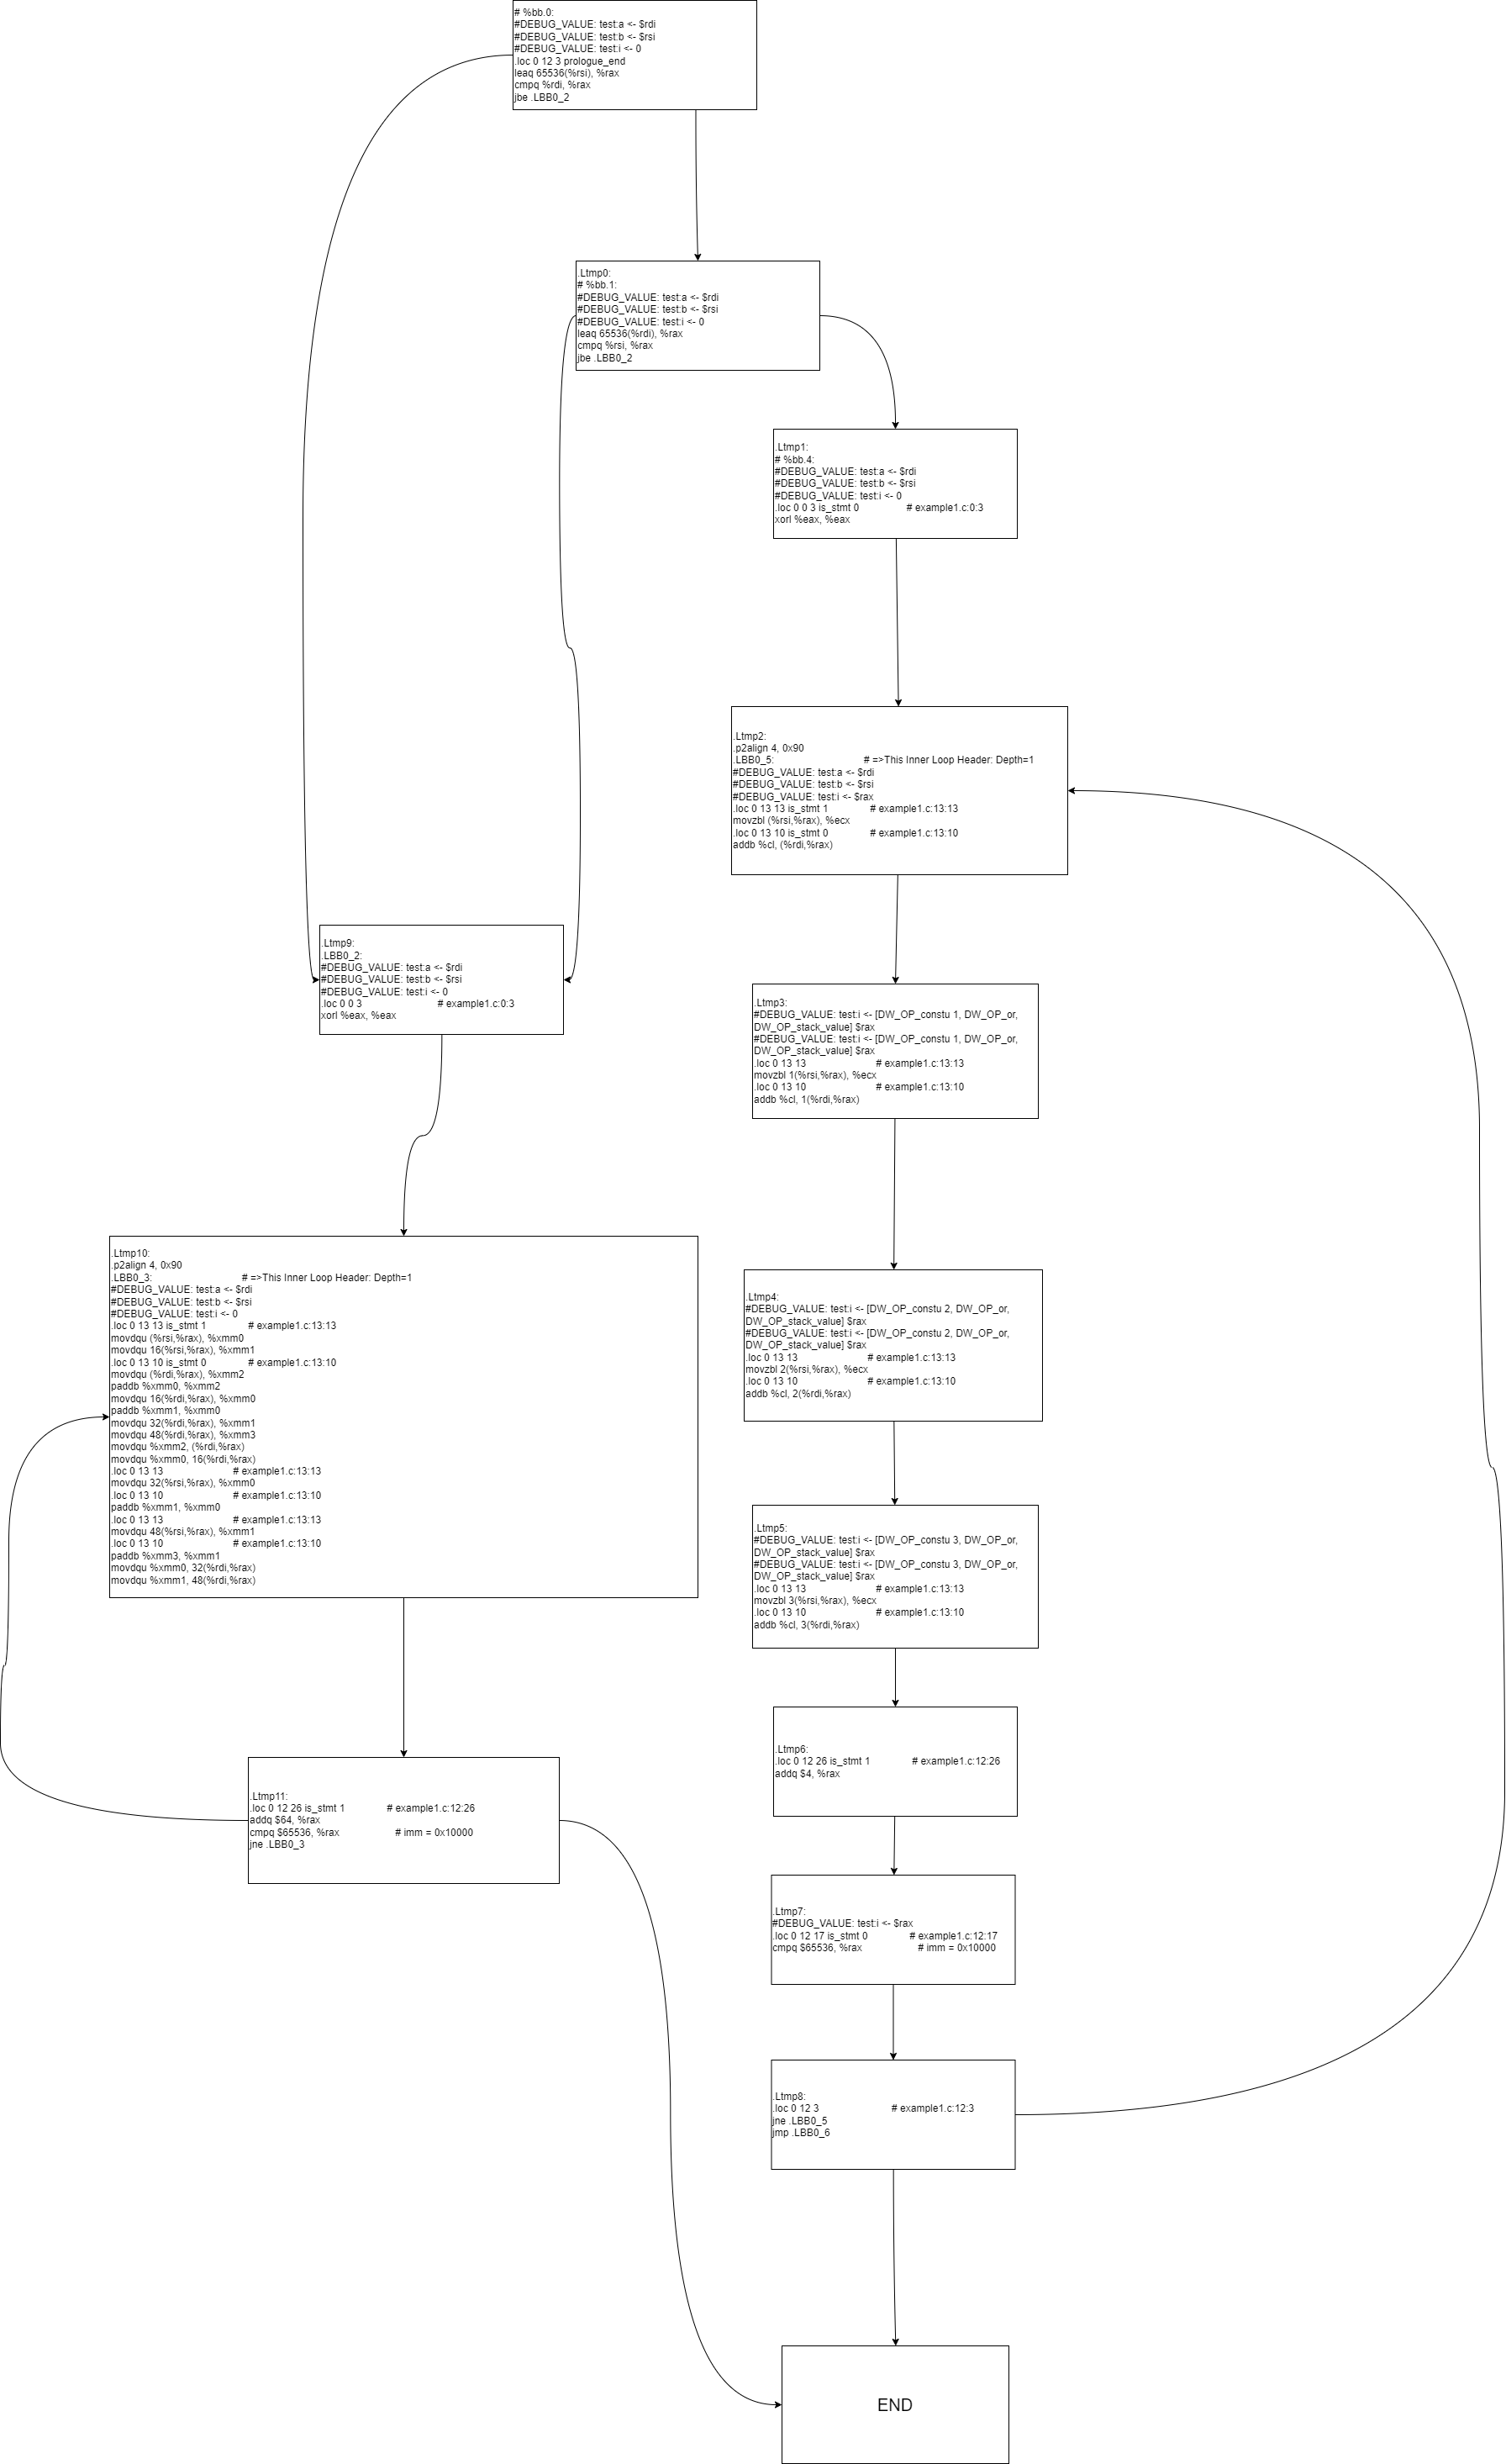 # %bb.0:
#DEBUG_VALUE: test:a <- $rdi
#DEBUG_VALUE: test:b <- $rsi
#DEBUG_VALUE: test:i <- 0
.loc 0 12 3 prologue_end
leaq 65536(%rsi), %rax
cmpq %rdi, %rax
jbe .LBB0_2
.Ltmp0:
# %bb.1:
#DEBUG_VALUE: test:a <- $rdi
#DEBUG_VALUE: test:b <- $rsi
#DEBUG_VALUE: test:i <- 0
leaq 65536(%rdi), %rax
cmpq %rsi, %rax
jbe .LBB0_2
.Ltmp1:
# %bb.4:
#DEBUG_VALUE: test:a <- $rdi
#DEBUG_VALUE: test:b <- $rsi
#DEBUG_VALUE: test:i <- 0
.loc 0 0 3 is_stmt 0 # example1.c:0:3
xorl %eax, %eax
.Ltmp2:
.p2align 4, 0x90
.LBB0_5: # =>This Inner Loop Header: Depth=1
#DEBUG_VALUE: test:a <- $rdi
#DEBUG_VALUE: test:b <- $rsi
#DEBUG_VALUE: test:i <- $rax
.loc 0 13 13 is_stmt 1 # example1.c:13:13
movzbl (%rsi,%rax), %ecx
.loc 0 13 10 is_stmt 0 # example1.c:13:10
addb %cl, (%rdi,%rax)
.Ltmp9:
.LBB0_2:
#DEBUG_VALUE: test:a <- $rdi
#DEBUG_VALUE: test:b <- $rsi
#DEBUG_VALUE: test:i <- 0
.loc 0 0 3 # example1.c:0:3
xorl %eax, %eax
.Ltmp3:
#DEBUG_VALUE: test:i <- [DW_OP_constu 1, DW_OP_or,
DW_OP_stack_value] $rax
#DEBUG_VALUE: test:i <- [DW_OP_constu 1, DW_OP_or,
DW_OP_stack_value] $rax
.loc 0 13 13 # example1.c:13:13
movzbl 1(%rsi,%rax), %ecx
.loc 0 13 10 # example1.c:13:10
addb %cl, 1(%rdi,%rax)
.Ltmp10:
.p2align 4, 0x90
.LBB0_3: # =>This Inner Loop Header: Depth=1
#DEBUG_VALUE: test:a <- $rdi
#DEBUG_VALUE: test:b <- $rsi
#DEBUG_VALUE: test:i <- 0
.loc 0 13 13 is_stmt 1 # example1.c:13:13
movdqu (%rsi,%rax), %xmm0
movdqu 16(%rsi,%rax), %xmm1
.loc 0 13 10 is_stmt 0 # example1.c:13:10
movdqu (%rdi,%rax), %xmm2
paddb %xmm0, %xmm2
movdqu 16(%rdi,%rax), %xmm0
paddb %xmm1, %xmm0
movdqu 32(%rdi,%rax), %xmm1
movdqu 48(%rdi,%rax), %xmm3
movdqu %xmm2, (%rdi,%rax)
movdqu %xmm0, 16(%rdi,%rax)
.loc 0 13 13 # example1.c:13:13
movdqu 32(%rsi,%rax), %xmm0
.loc 0 13 10 # example1.c:13:10
paddb %xmm1, %xmm0
.loc 0 13 13 # example1.c:13:13
movdqu 48(%rsi,%rax), %xmm1
.loc 0 13 10 # example1.c:13:10
paddb %xmm3, %xmm1
movdqu %xmm0, 32(%rdi,%rax)
movdqu %xmm1, 48(%rdi,%rax)
.Ltmp4:
#DEBUG_VALUE: test:i <- [DW_OP_constu 2, DW_OP_or,
DW_OP_stack_value] $rax
#DEBUG_VALUE: test:i <- [DW_OP_constu 2, DW_OP_or,
DW_OP_stack_value] $rax
.loc 0 13 13 # example1.c:13:13
movzbl 2(%rsi,%rax), %ecx
.loc 0 13 10 # example1.c:13:10
addb %cl, 2(%rdi,%rax)
.Ltmp5:
#DEBUG_VALUE: test:i <- [DW_OP_constu 3, DW_OP_or,
DW_OP_stack_value] $rax
#DEBUG_VALUE: test:i <- [DW_OP_constu 3, DW_OP_or,
DW_OP_stack_value] $rax
.loc 0 13 13 # example1.c:13:13
movzbl 3(%rsi,%rax), %ecx
.loc 0 13 10 # example1.c:13:10
addb %cl, 3(%rdi,%rax)
.Ltmp6:
.loc 0 12 26 is_stmt 1 # example1.c:12:26
addq $4, %rax
.Ltmp11:
.loc 0 12 26 is_stmt 1 # example1.c:12:26
addq $64, %rax
cmpq $65536, %rax # imm = 0x10000
jne .LBB0_3
.Ltmp7:
#DEBUG_VALUE: test:i <- $rax
.loc 0 12 17 is_stmt 0 # example1.c:12:17
cmpq $65536, %rax # imm = 0x10000
.Ltmp8:
.loc 0 12 3 # example1.c:12:3
jne .LBB0_5
jmp .LBB0_6
END